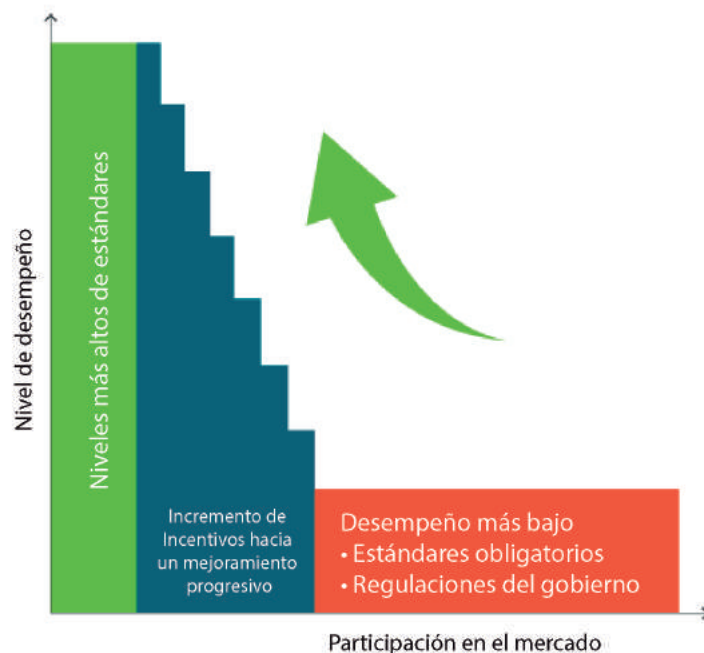 Nivel de desempeño
Niveles más altos de estándares
Incremento de
Incentivos hacia
un mejoramiento
progresivo
Desempeño más bajo
• Estándares obligatorios
• Regulaciones del gobierno
Participación en el mercado